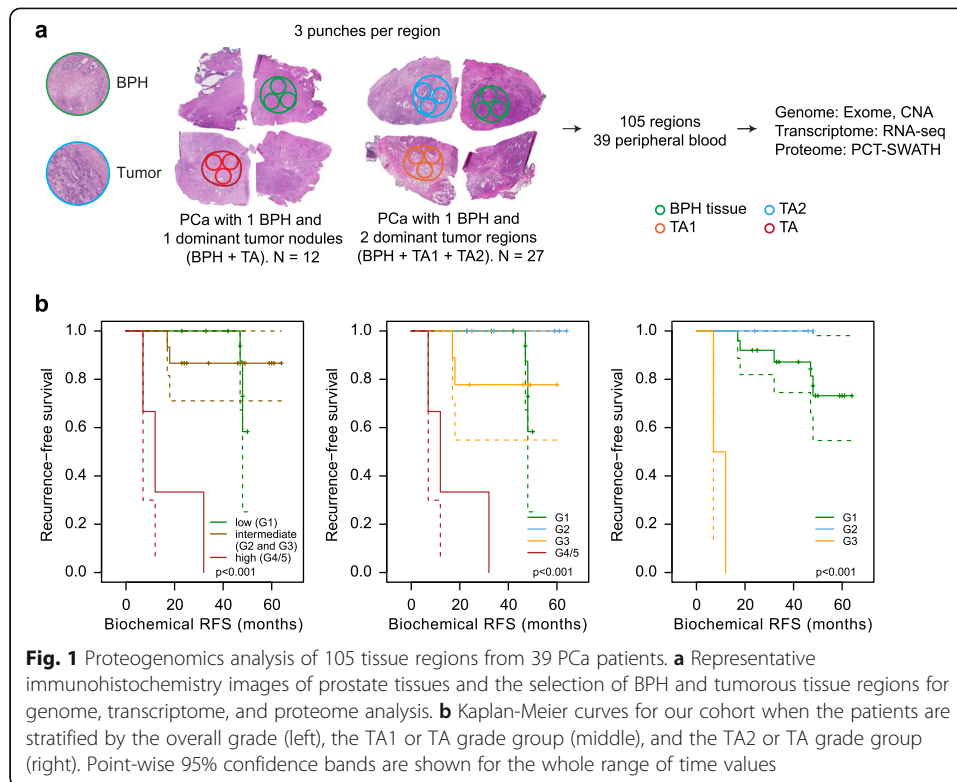 a
3 punches per region
BPH
Tumor
PCa with 1 BPH and
1 dominant tumor nodules
(BPH + TA). N = 12
PCa with 1 BPH and
2 dominant tumor regions
(BPH + TA1 + TA2). N = 27
105 regions
39 peripheral blood
Genome: Exome, CNA
Transcriptome: RNA-seq
Proteome: PCT-SWATH
BPH tissue
TA2
TA1
TA
b
Recurrence-free survival
1.0
0.8
0.6
0.4
0.2
0.0
low (G1)
intermediate
(G2 and G3)
high (G4/5)
p<0.001
0 20 40 60
Biochemical RFS (months)
Recurrence-free survival
1.0
0.8
0.6
0.4
0.2
0.0
G1
G2
G3
G4/5
p<0.001
0 20 40 60
Biochemical RFS (months)
Recurrence-free survival
1.0
0.8
0.6
0.4
0.2
0.0
G1
G2
G3
p<0.001
0 20 40 60
Biochemical RFS (months)
Fig. 1 Proteogenomics analysis of 105 tissue regions from 39 PCa patients. a Representative
immunohistochemistry images of prostate tissues and the selection of BPH and tumorous tissue regions for
genome, transcriptome, and proteome analysis. b Kaplan-Meier curves for our cohort when the patients are
stratified by the overall grade (left), the TA1 or TA grade group (middle), and the TA2 or TA grade group
(right). Point-wise 95% confidence bands are shown for the whole range of time values